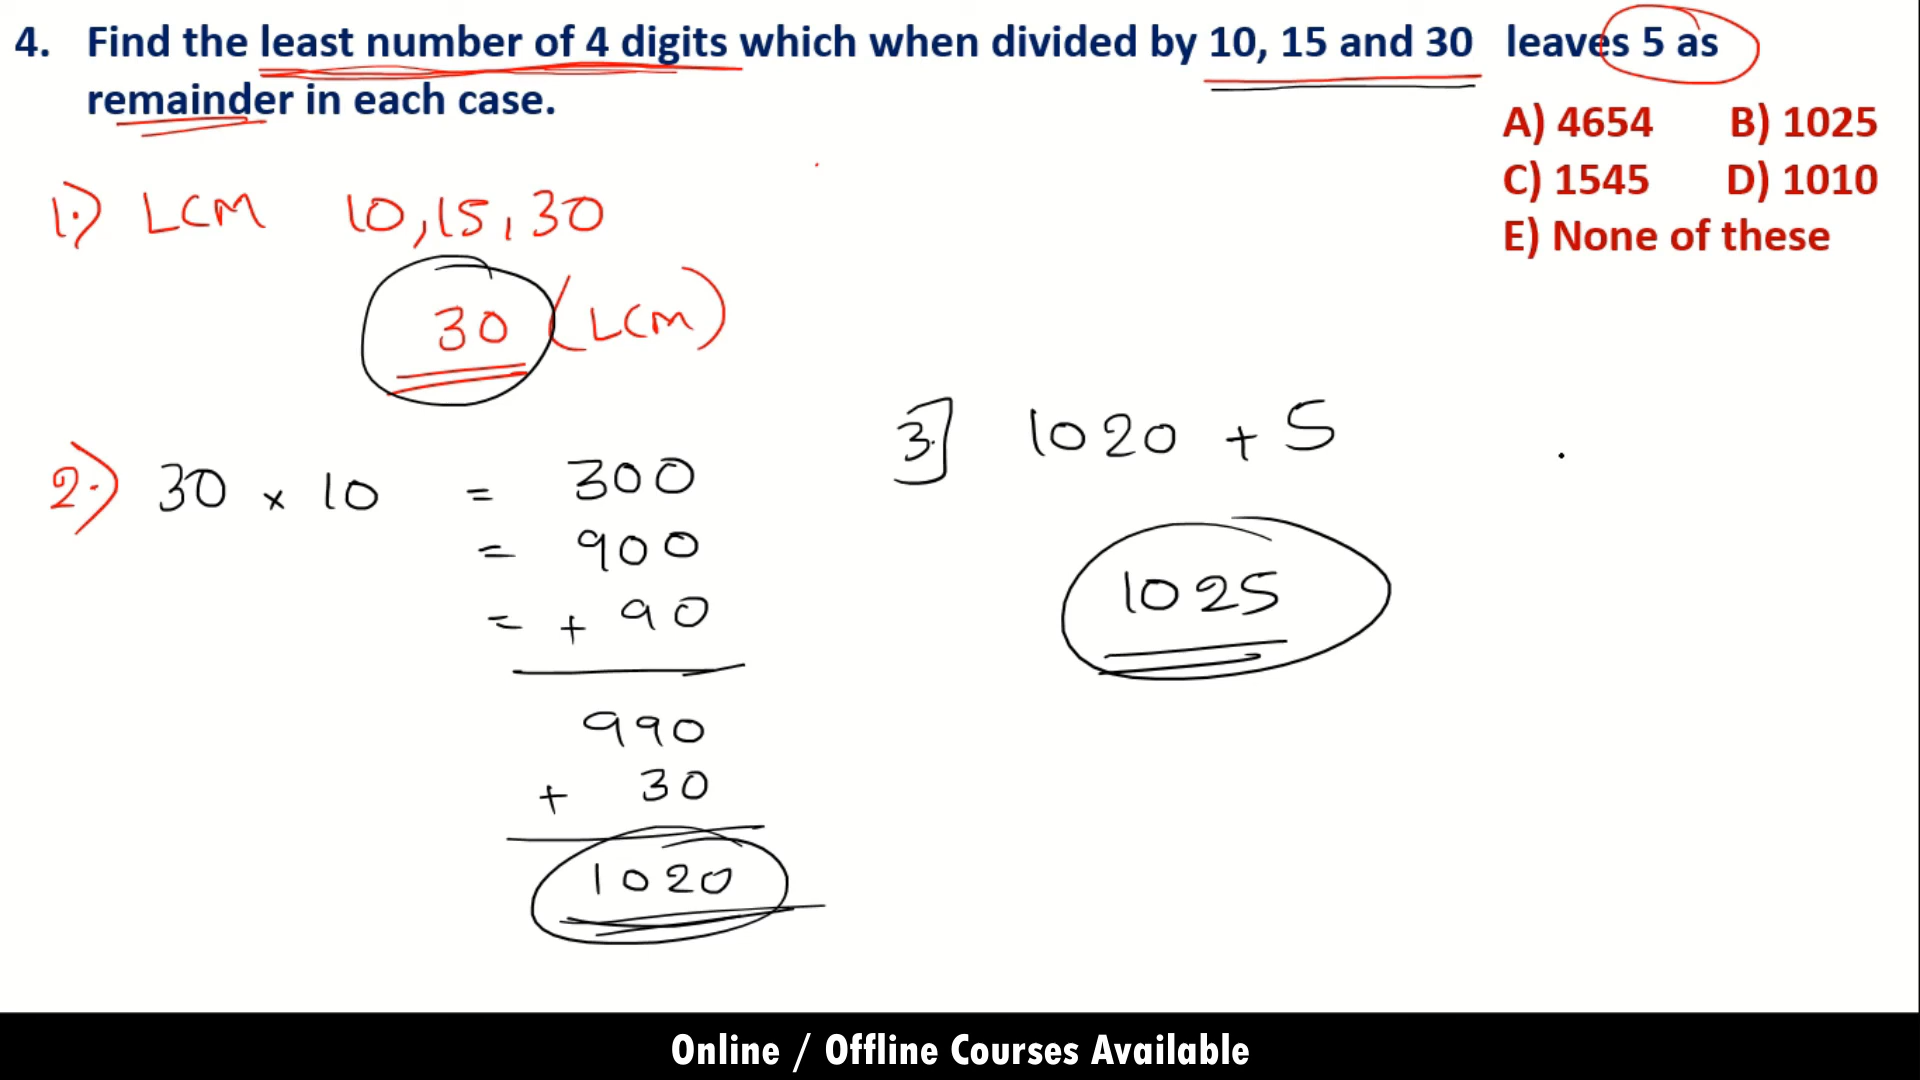 4. Find the least number of 4 digits which when divided by 10, 15 and 30 leaves 5 as
remainder in each case.
A) 4654 B) 1025
C) 1545 D) 1010
E) None of these
1.) LCM 10,15,30
30 (LCM)
2.) 30 x 10 = 300
= 900
= + 90
990
+ 30
1020
3.] 1020 + 5
1025
Online / Offline Courses Available